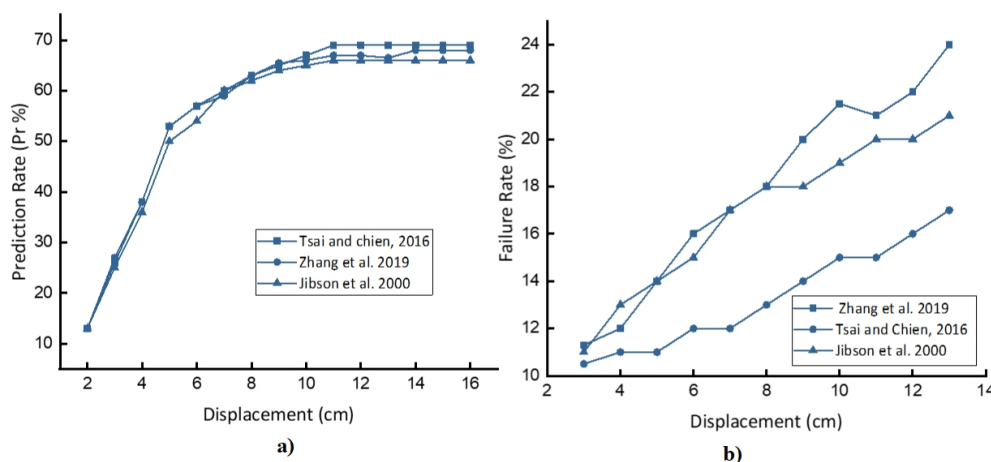 70
60
50
40
30
20
10
Prediction Rate (Pr %)
Tsai and chien, 2016
Zhang et al. 2019
Jibson et al. 2000
2 4 6 8 10 12 14 16
Displacement (cm)
a)
24
22
20
18
16
14
12
10
Failure Rate (%)
Zhang et al. 2019
Tsai and Chien, 2016
Jibson et al. 2000
2 4 6 8 10 12 14
Displacement (cm)
b)